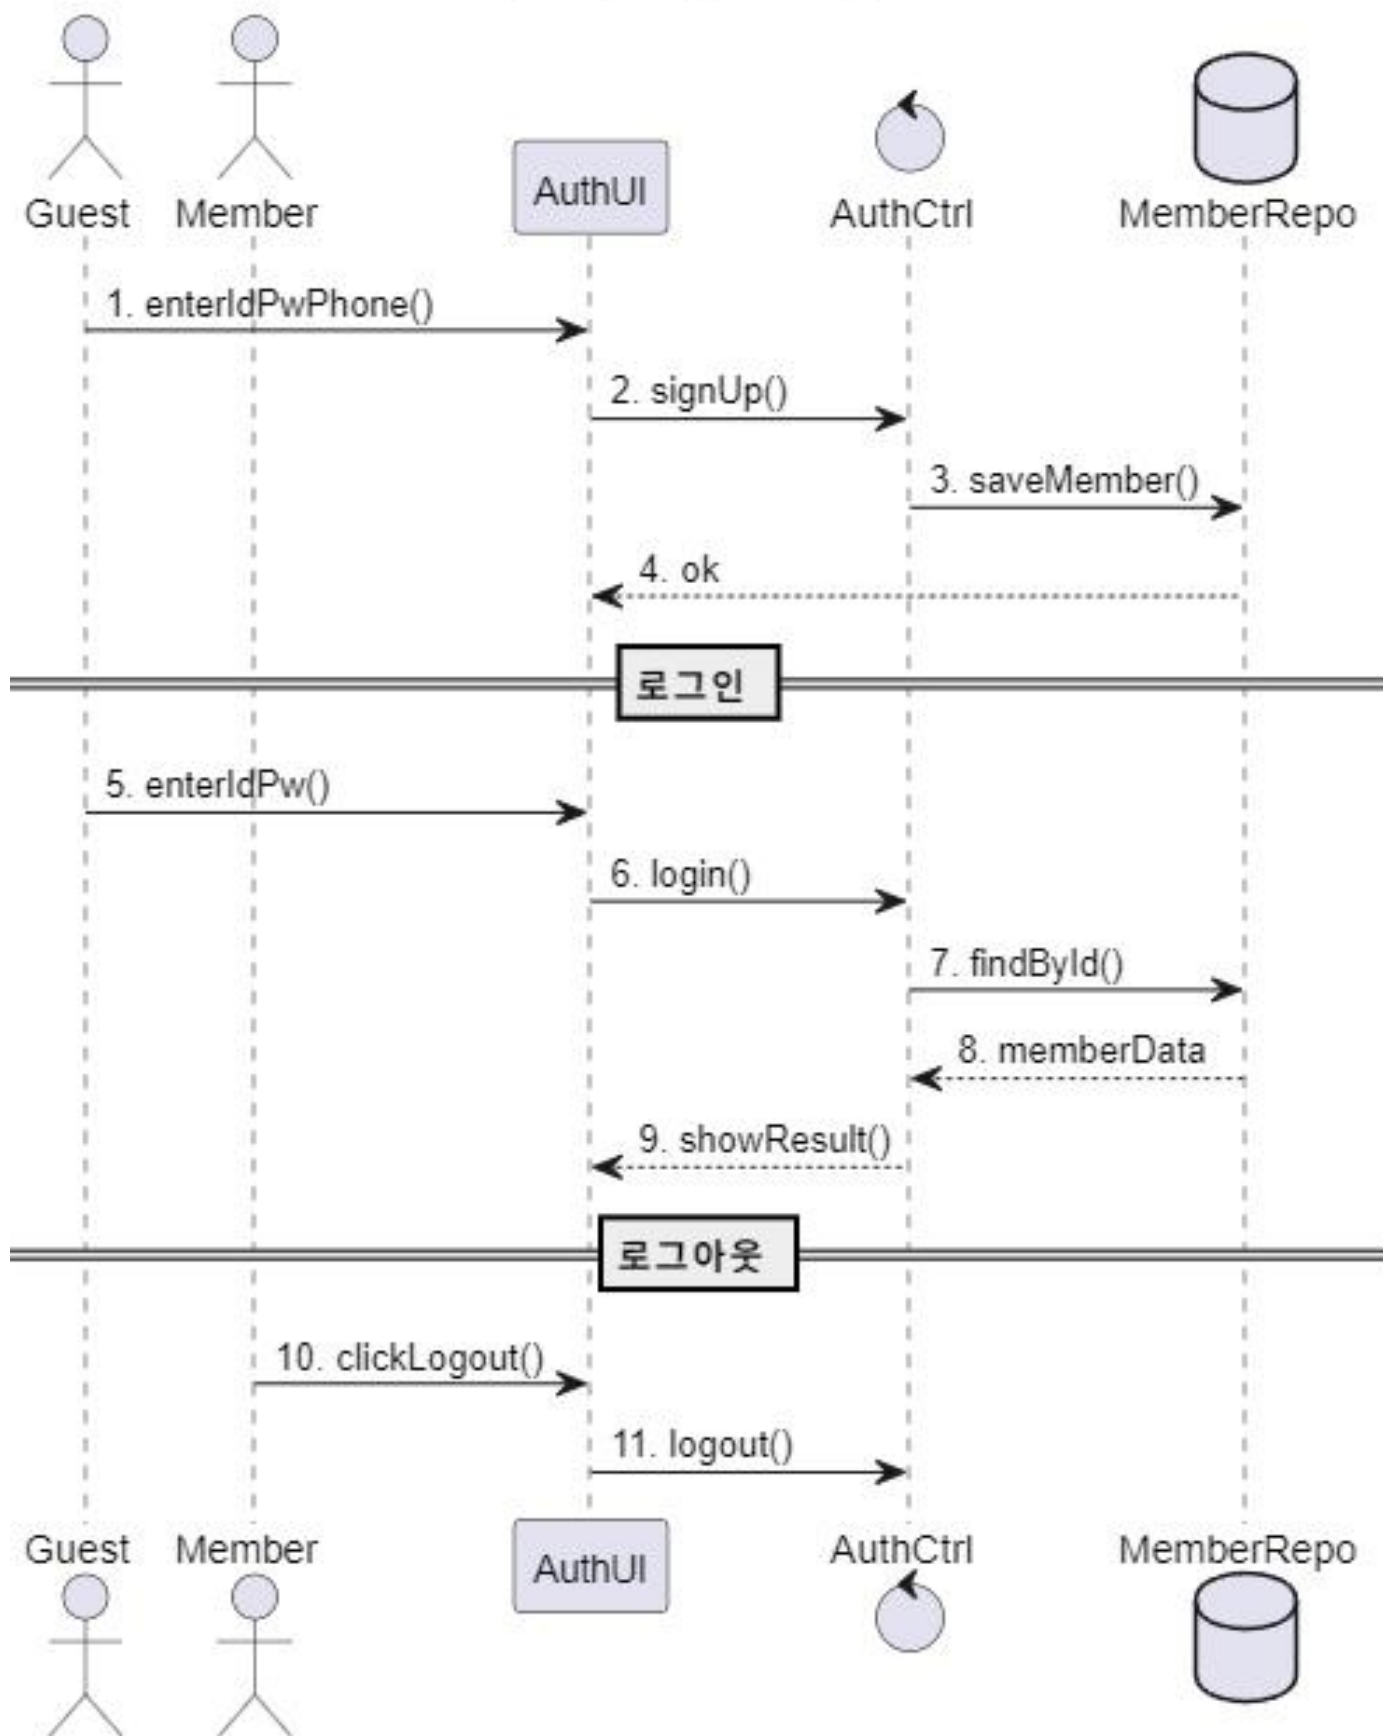 Guest Member AuthUI AuthCtrl MemberRepo
1. enterIdPwPhone()
2. signUp()
3. saveMember()
4. ok
로그인
5. enterIdPw()
6. login()
7. findById()
8. memberData
9. showResult()
로그아웃
10. clickLogout()
11. logout()
Guest Member AuthUI AuthCtrl MemberRepo